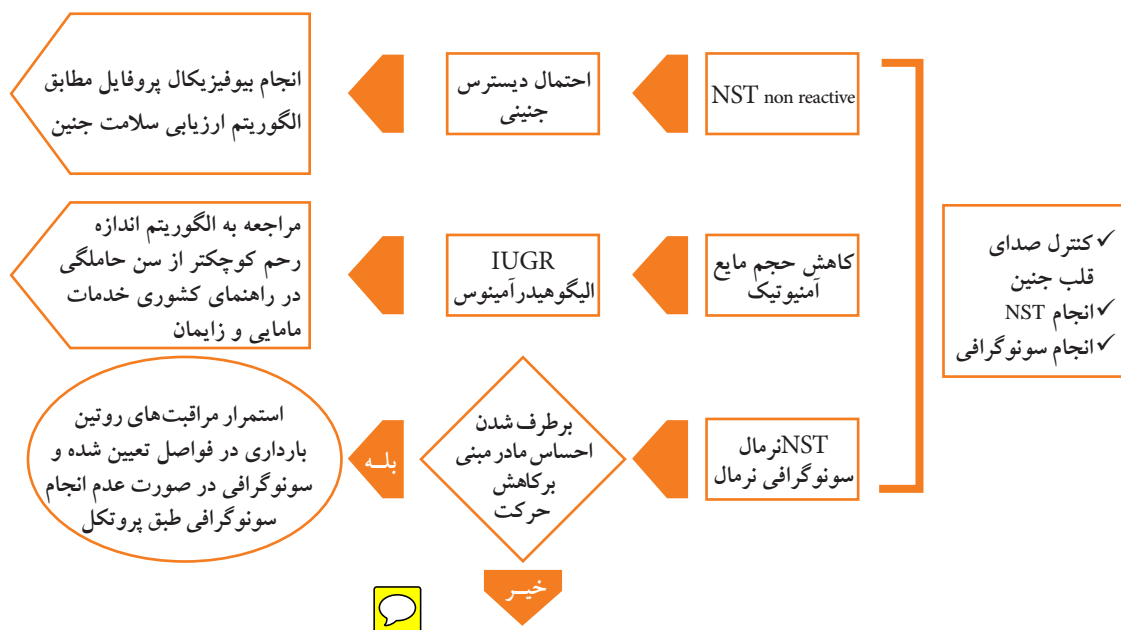 کنترل صدای
قلب جنین
انجام NST
انجام سونوگرافی
NST non reactive
احتمال دیسترس
جنینی
انجام بیوفیزیکال پروفایل مطابق
الگوریتم ارزیابی سلامت جنین
کاهش حجم مایع
آمنیوتیک
IUGR
الیگوهیدرآمینوس
مراجعه به الگوریتم اندازه
رحم کوچکتر از سن حاملگی
در راهنمای کشوری خدمات
مامایی و زایمان
NSTنرمال
سونوگرافی نرمال
برطرف شدن
احساس مادر مبنی
برکاهش
حرکت
بلـه
استمرار مراقبت‌های روتین
بارداری در فواصل تعیین شده و
سونوگرافی در صورت عدم انجام
سونوگرافی طبق پروتکل
خیـر